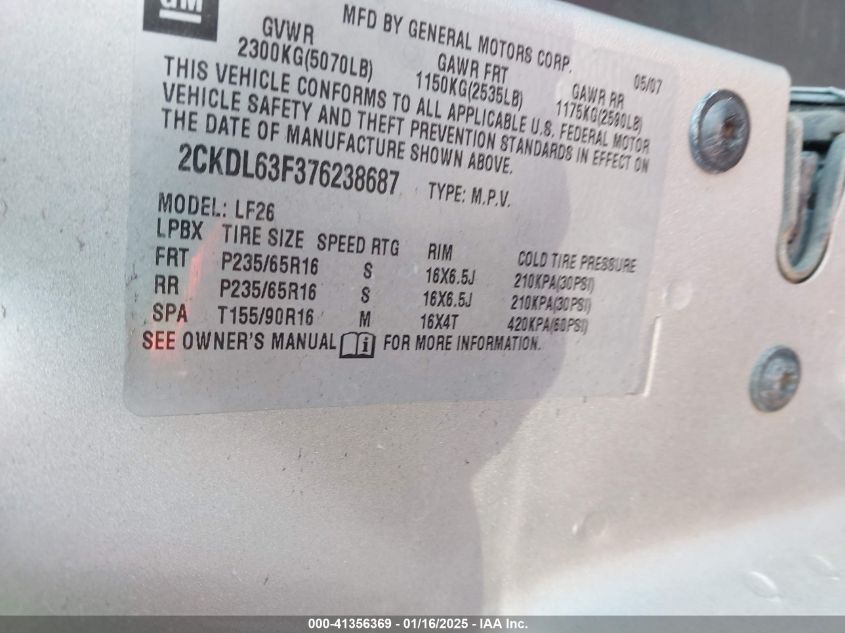 GM
MFD BY GENERAL MOTORS CORP. 05/07
GVWR GAWR FRT GAWR RR
2300KG(5070LB) 1150KG(2535LB) 1175KG(2590LB)
THIS VEHICLE CONFORMS TO ALL APPLICABLE U.S. FEDERAL MOTOR
VEHICLE SAFETY AND THEFT PREVENTION STANDARDS IN EFFECT ON
THE DATE OF MANUFACTURE SHOWN ABOVE.
2CKDL63F376238687 TYPE: M.P.V.
MODEL: LF26
LPBX TIRE SIZE SPEED RTG RIM COLD TIRE PRESSURE
FRT P235/65R16 S 16X6.5J 210KPA(30PSI)
RR P235/65R16 S 16X6.5J 210KPA(30PSI)
SPA T155/90R16 M 16X4T 420KPA(60PSI)
SEE OWNER'S MANUAL i FOR MORE INFORMATION.
000-41356369 | 01/16/2025 - IAA Inc.